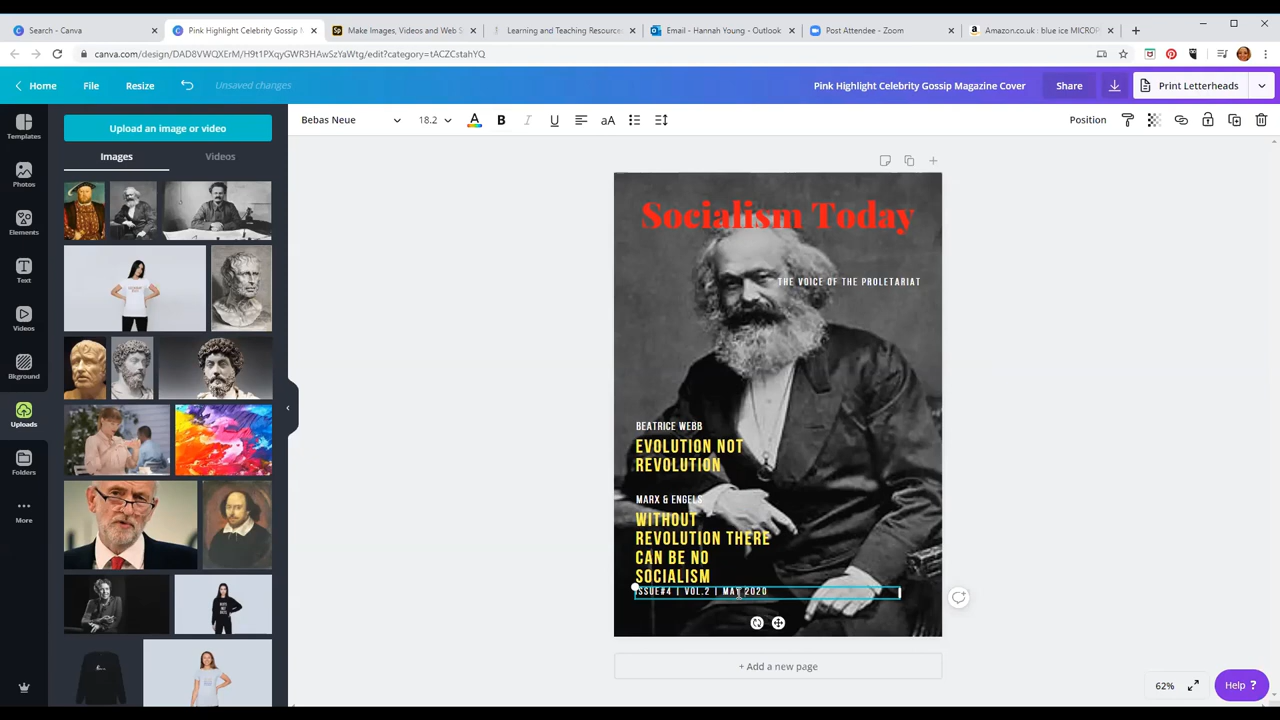 Search - Canva
Pink Highlight Celebrity Gossip M
Make Images, Videos and Web S
Learning and Teaching Resource
Email - Hannah Young - Outlook
Post Attendee - Zoom
Amazon.co.uk : blue ice MICROP
canva.com/design/DAD8VWQXErM/H9t1PXqyGWR3HAwSzYaWtg/edit?category=tACZCstahYQ
Home
File
Resize
Unsaved changes
Pink Highlight Celebrity Gossip Magazine Cover
Share
Print Letterheads
Bebas Neue
18.2
A
B
I
U
aA
Position
Templates
Photos
Elements
Text
Videos
Bkground
Uploads
Folders
More
Upload an image or video
Images
Videos
Socialism Today
THE VOICE OF THE PROLETARIAT
BEATRICE WEBB
EVOLUTION NOT
REVOLUTION
MARX & ENGELS
WITHOUT
REVOLUTION THERE
CAN BE NO
SOCIALISM
ISSUE#4 | VOL.2 | MAY 2020
+ Add a new page
62%
Help ?